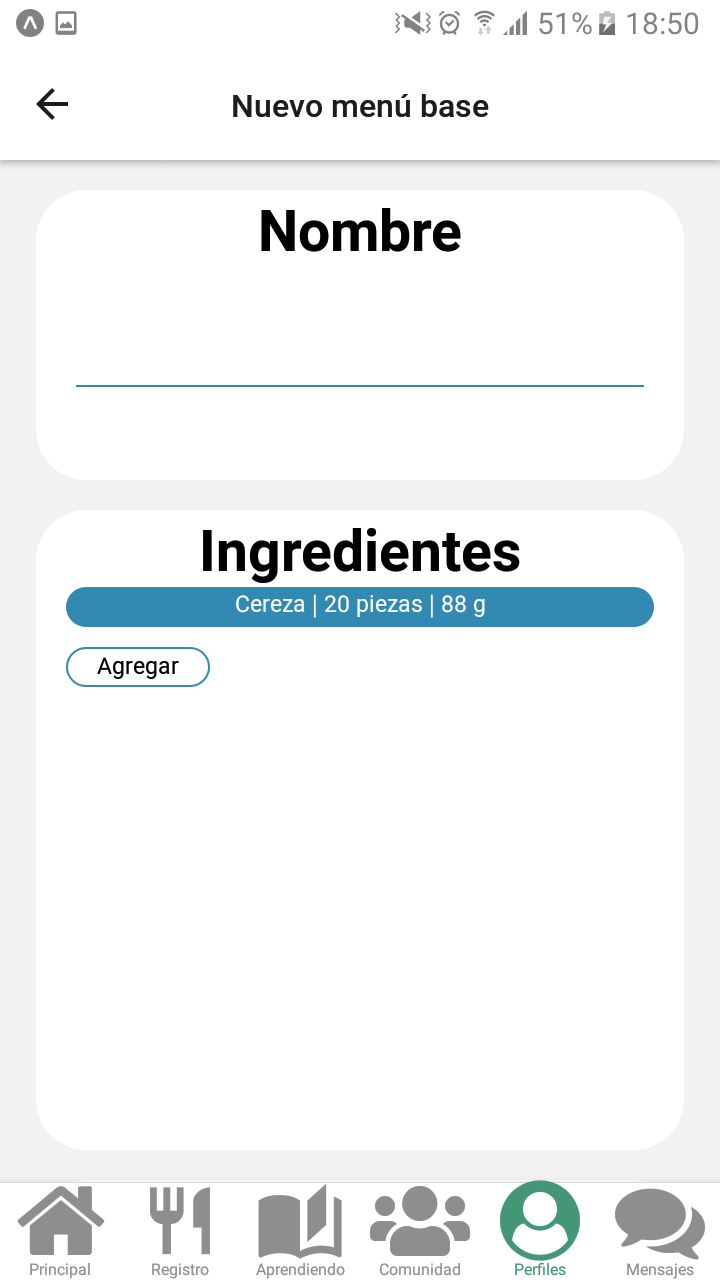 51% 18:50
Nuevo menú base
Nombre
Ingredientes
Cereza | 20 piezas | 88 g
Agregar
Principal Registro Aprendiendo Comunidad Perfiles Mensajes